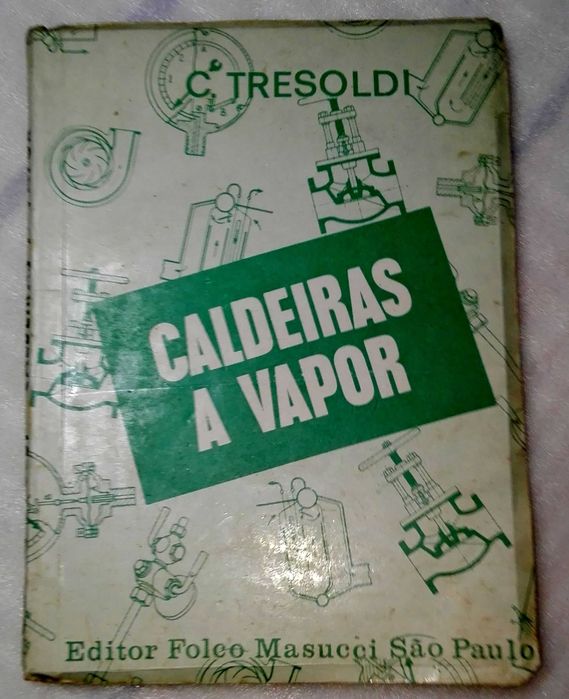 C. TRESOLDI
CALDEIRAS
A VAPOR
Editor Folco Masucci São Paulo